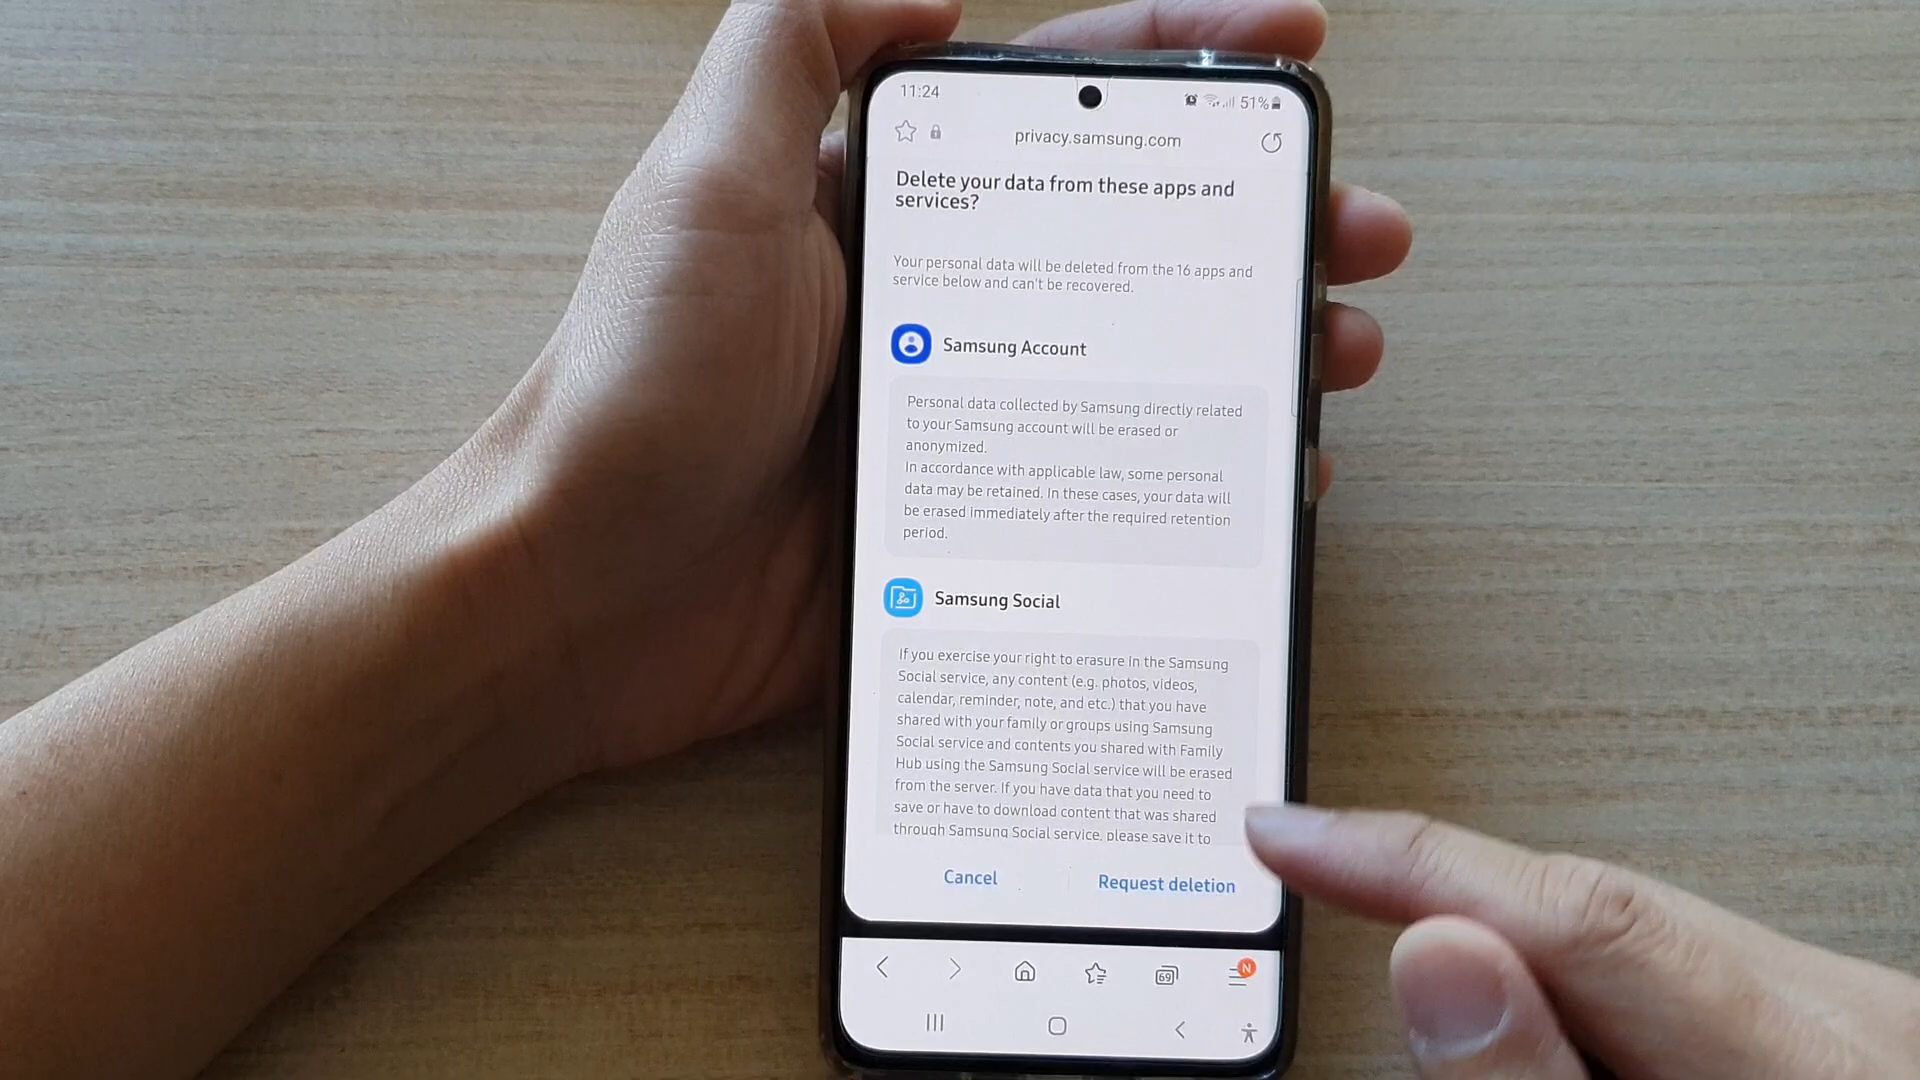 11:24
51%
privacy.samsung.com
Delete your data from these apps and
services?
Your personal data will be deleted from the 16 apps and
service below and can't be recovered.
Samsung Account
Personal data collected by Samsung directly related
to your Samsung account will be erased or
anonymized.
In accordance with applicable law, some personal
data may be retained. In these cases, your data will
be erased immediately after the required retention
period.
Samsung Social
If you exercise your right to erasure in the Samsung
Social service, any content (e.g. photos, videos,
calendar, reminder, note, and etc.) that you have
shared with your family or groups using Samsung
Social service and contents you shared with Family
Hub using the Samsung Social service will be erased
from the server. If you have data that you need to
save or have to download content that was shared
through Samsung Social service, please save it to
Cancel
Request deletion
69
N